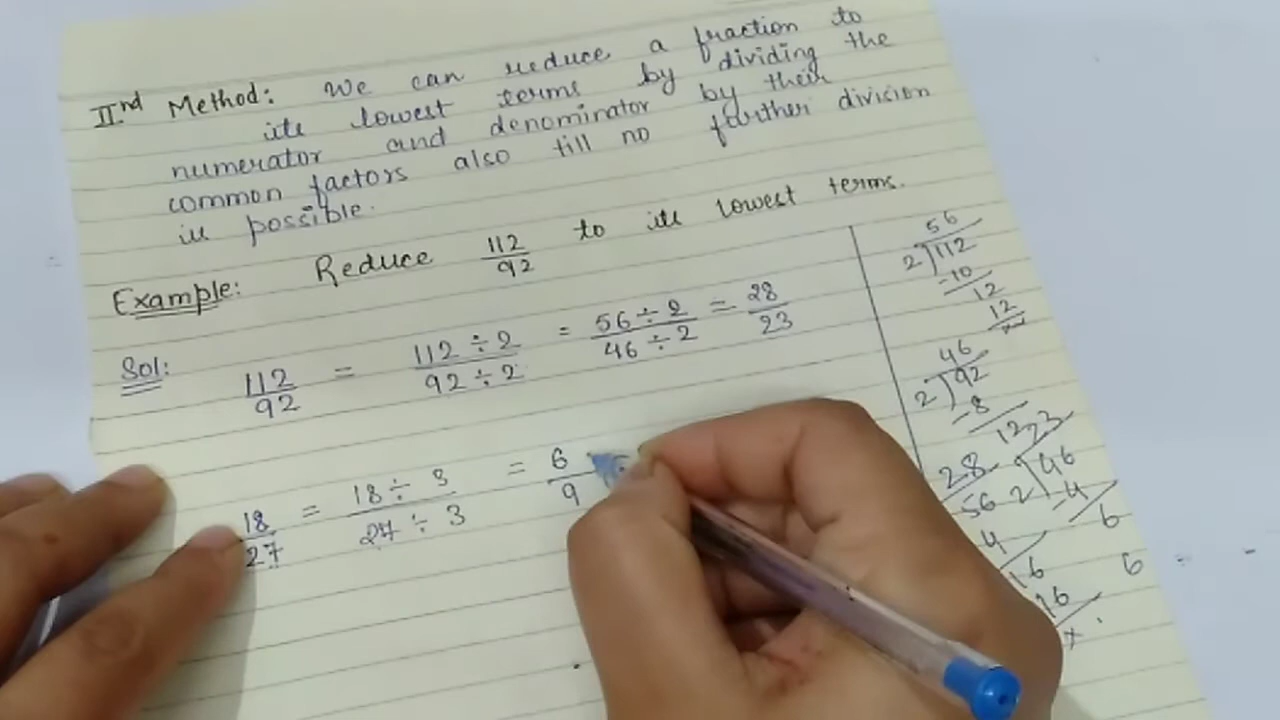 IInd Method: We can reduce a fraction to
its lowest terms by dividing the
numerator and denominator by their
common factors also till no further division
is possible.
Example: Reduce 112/92 to its lowest terms.
Sol: 112/92 = 112 ÷ 2/92 ÷ 2 = 56 ÷ 2/46 ÷ 2 = 28/23
18/27 = 18 ÷ 3/27 ÷ 3 = 6/9
56
2)112
-10
12
12
46
2)92
-8
12
28
56
4
16
16
x
23
2)46
-4
6
6